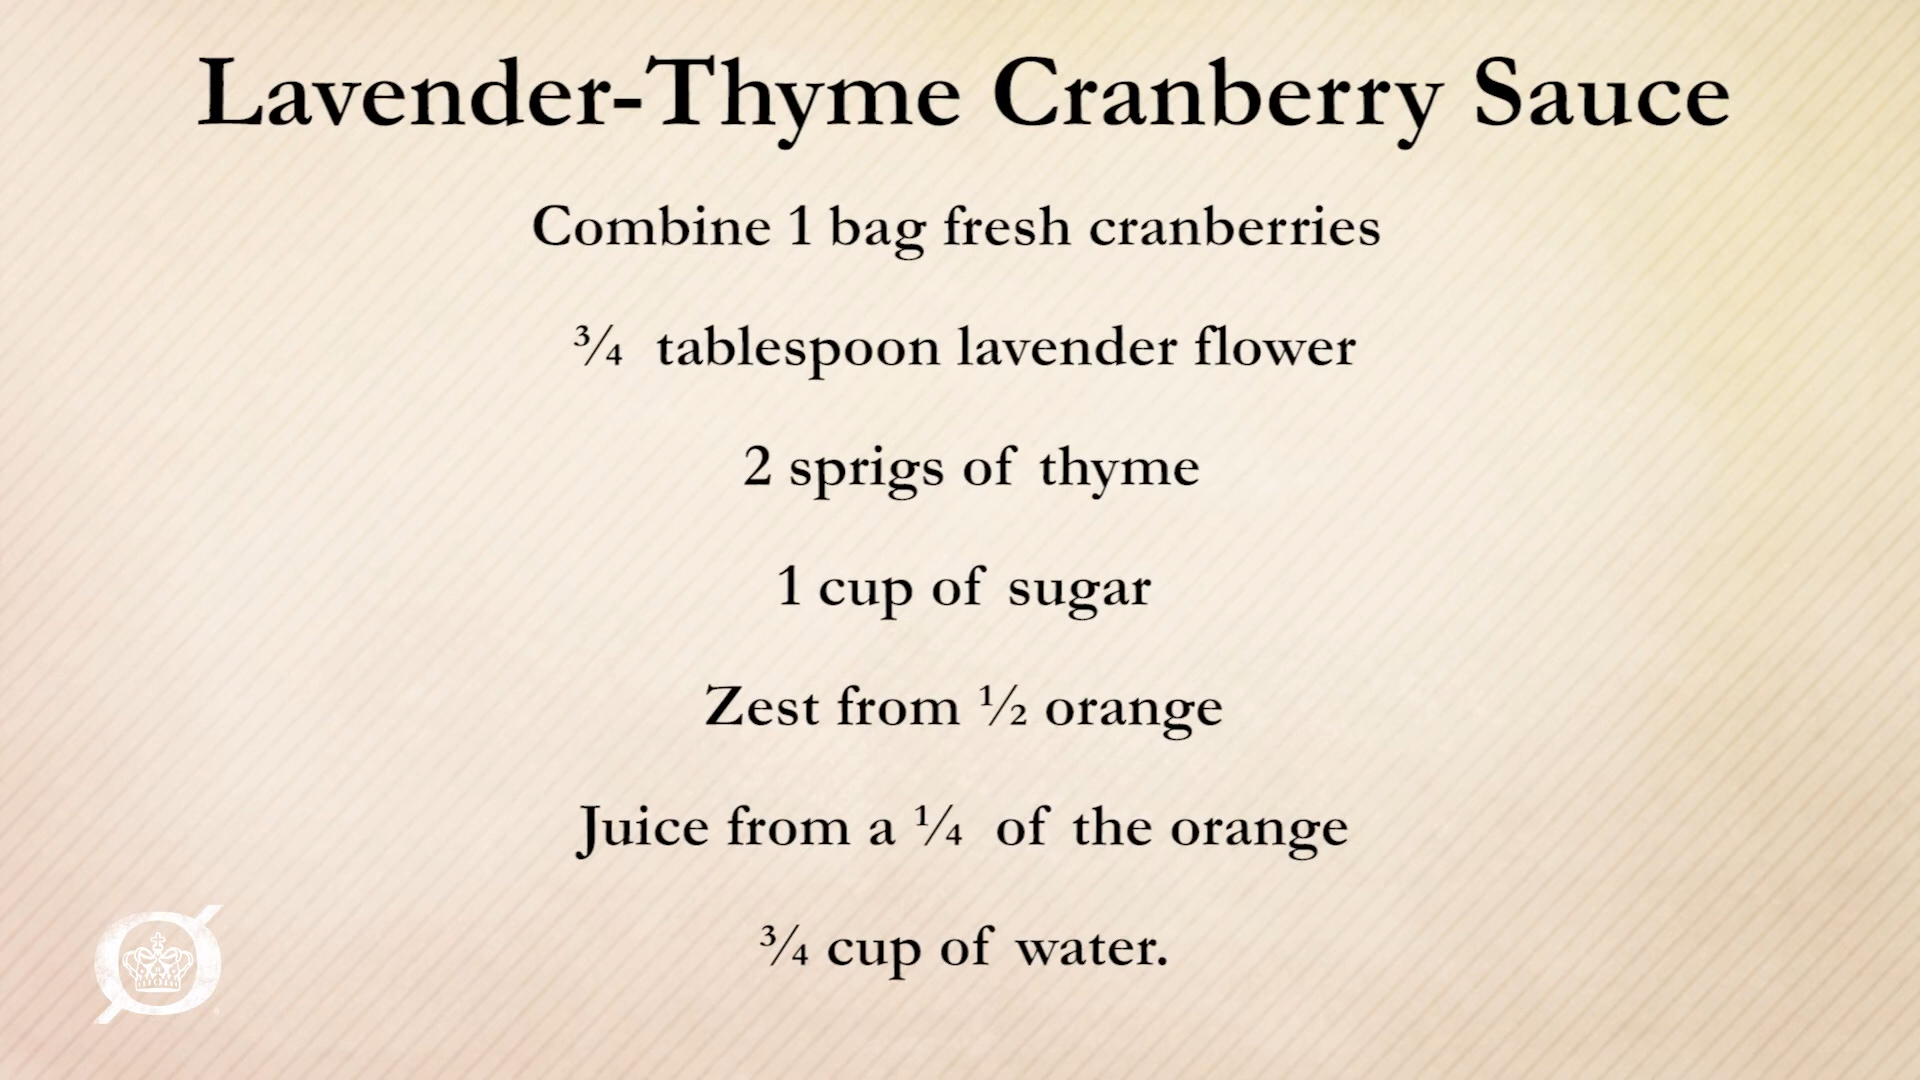 Lavender-Thyme Cranberry Sauce
Combine 1 bag fresh cranberries
¾ tablespoon lavender flower
2 sprigs of thyme
1 cup of sugar
Zest from ½ orange
Juice from a ¼ of the orange
¾ cup of water.